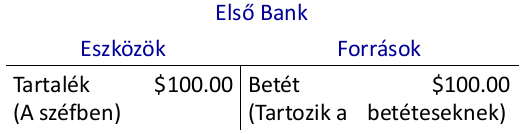 Első Bank
Eszközök Források
Tartalék $100.00 Betét $100.00
(A széfben) (Tartozik a betéteseknek)